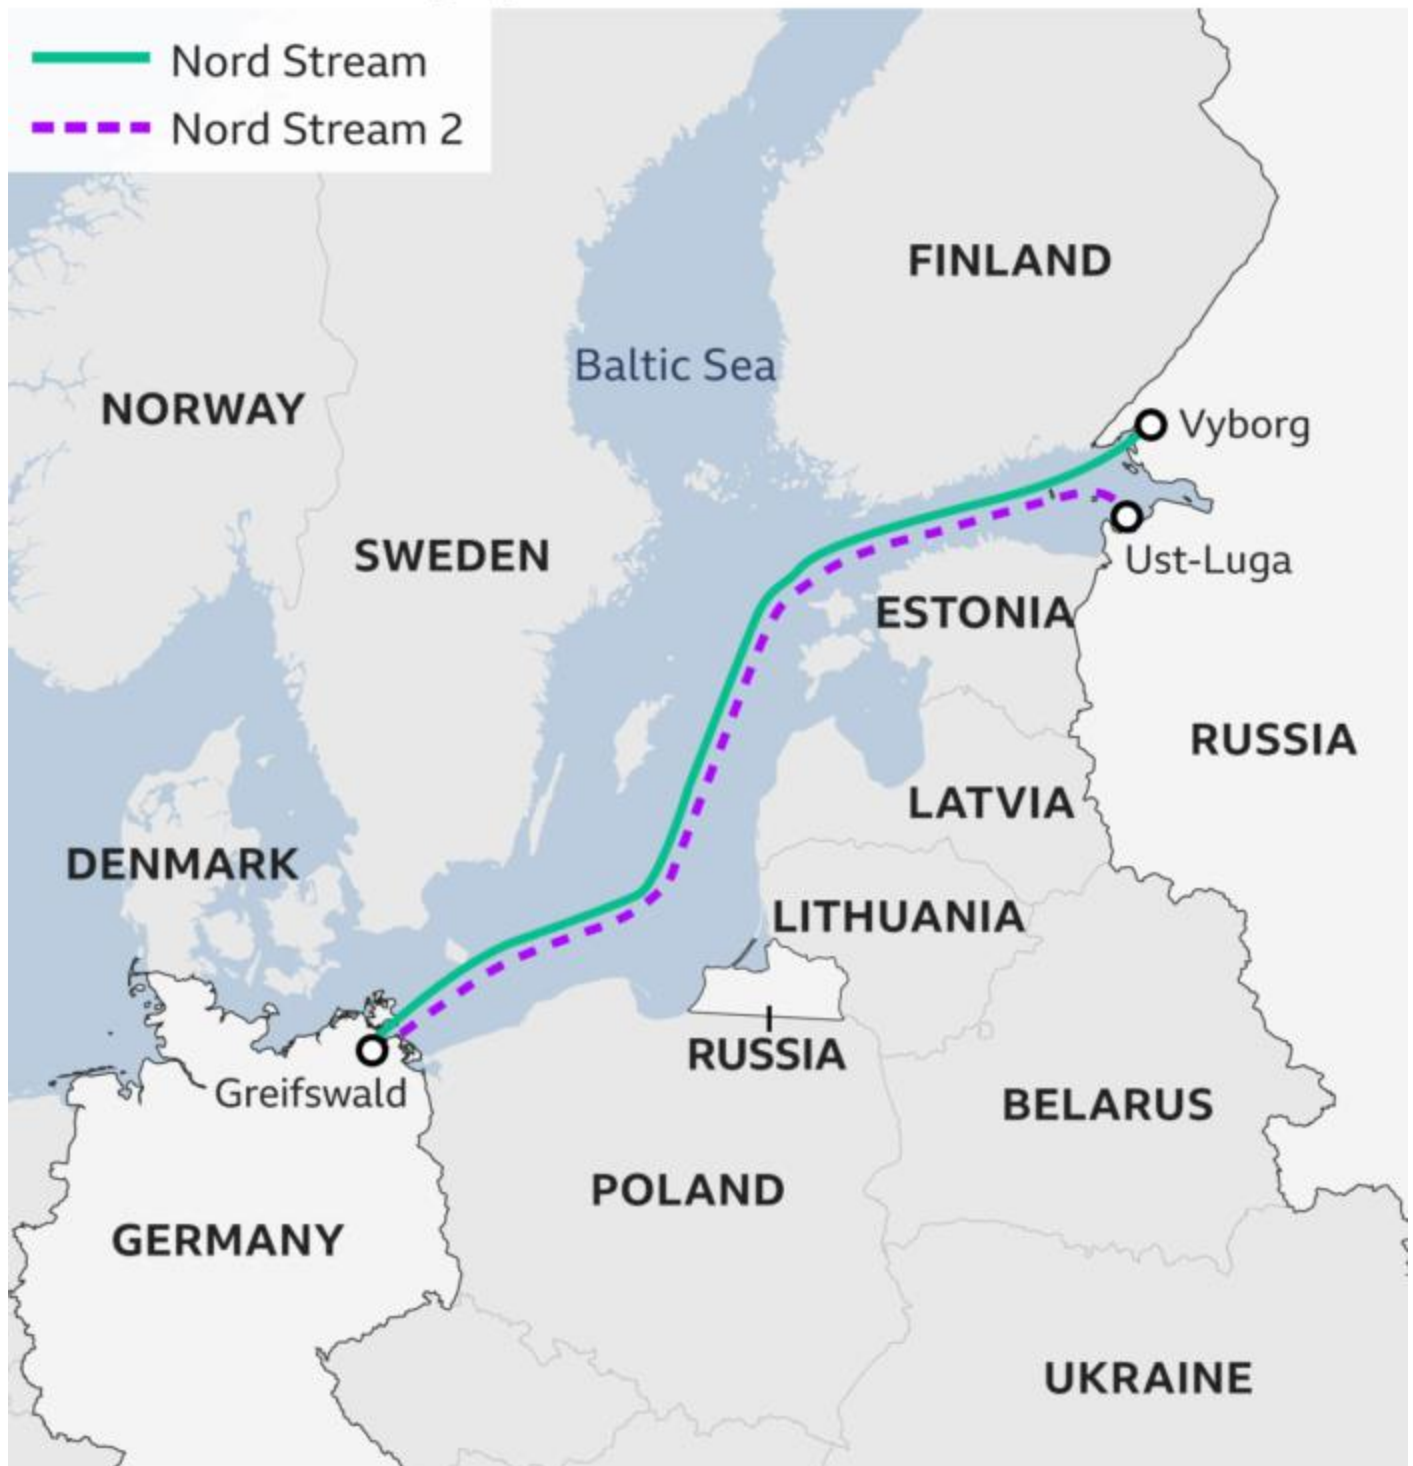 Nord Stream
Nord Stream 2
FINLAND
Baltic Sea
NORWAY
Vyborg
SWEDEN
Ust-Luga
ESTONIA
RUSSIA
LATVIA
DENMARK
LITHUANIA
RUSSIA
Greifswald
BELARUS
POLAND
GERMANY
UKRAINE